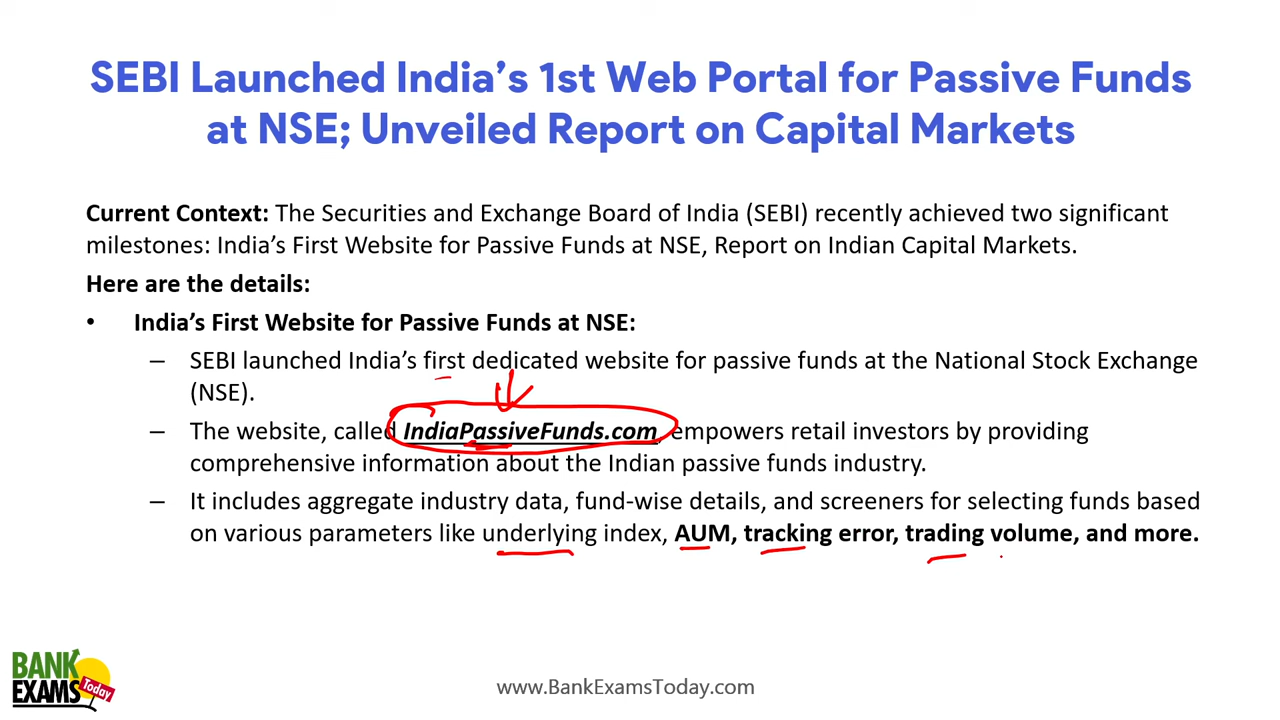 SEBI Launched India's 1st Web Portal for Passive Funds
at NSE; Unveiled Report on Capital Markets
Current Context: The Securities and Exchange Board of India (SEBI) recently achieved two significant
milestones: India's First Website for Passive Funds at NSE, Report on Indian Capital Markets.
Here are the details:
• India's First Website for Passive Funds at NSE:
– SEBI launched India's first dedicated website for passive funds at the National Stock Exchange
(NSE).
– The website, called IndiaPassiveFunds.com, empowers retail investors by providing
comprehensive information about the Indian passive funds industry.
– It includes aggregate industry data, fund-wise details, and screeners for selecting funds based
on various parameters like underlying index, AUM, tracking error, trading volume, and more.
BANK
EXAMS Today
www.BankExamsToday.com